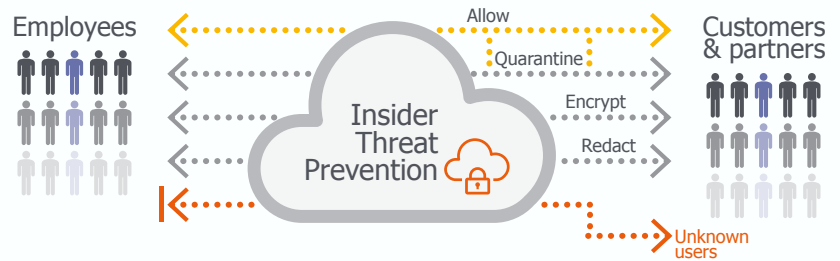 Employees
Allow
Quarantine
Encrypt
Redact
Insider
Threat
Prevention
Customers
& partners
Unknown
users